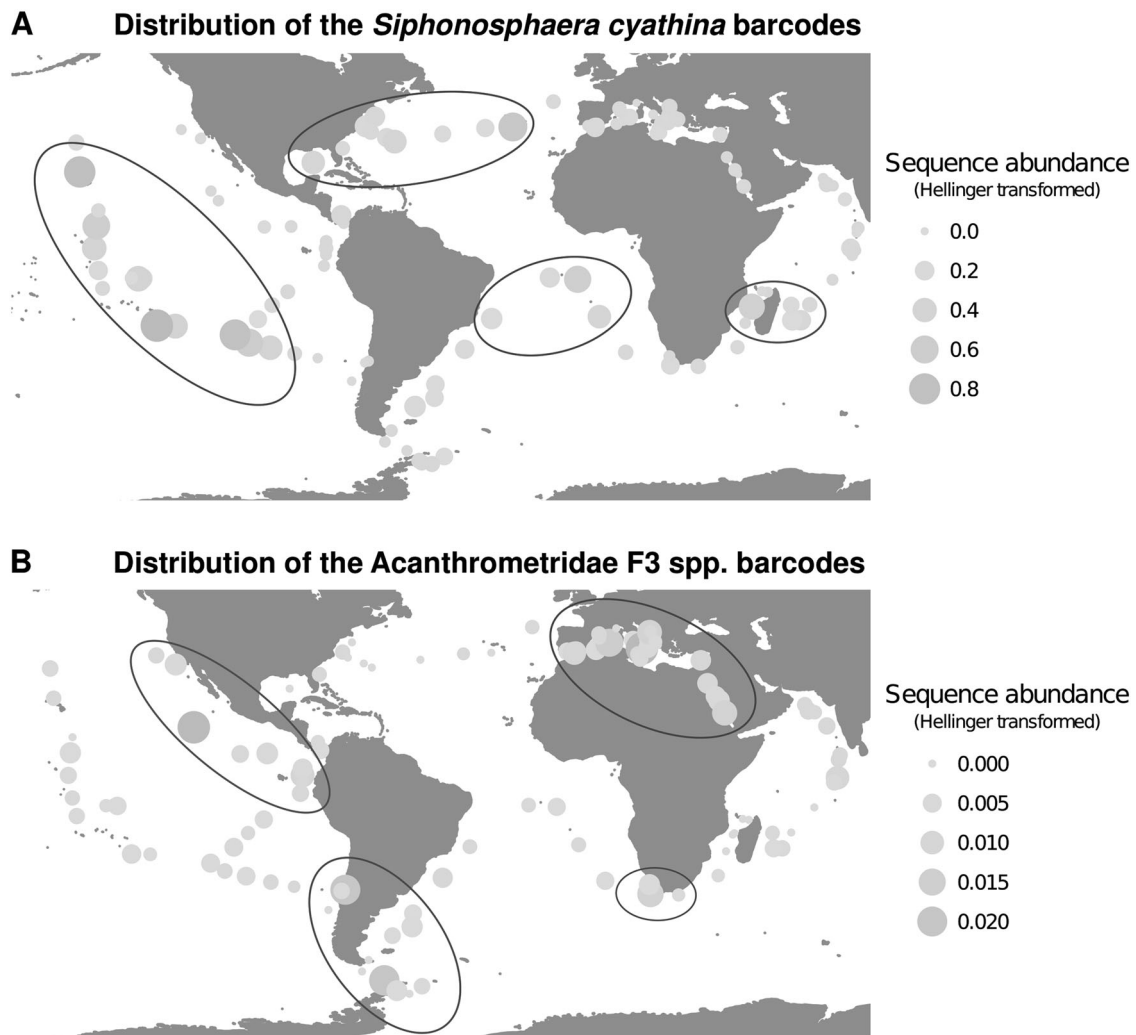 A Distribution of the Siphonosphaera cyathina barcodes
Sequence abundance
(Hellinger transformed)
0.0
0.2
0.4
0.6
0.8
B Distribution of the Acanthrometridae F3 spp. barcodes
Sequence abundance
(Hellinger transformed)
0.000
0.005
0.010
0.015
0.020